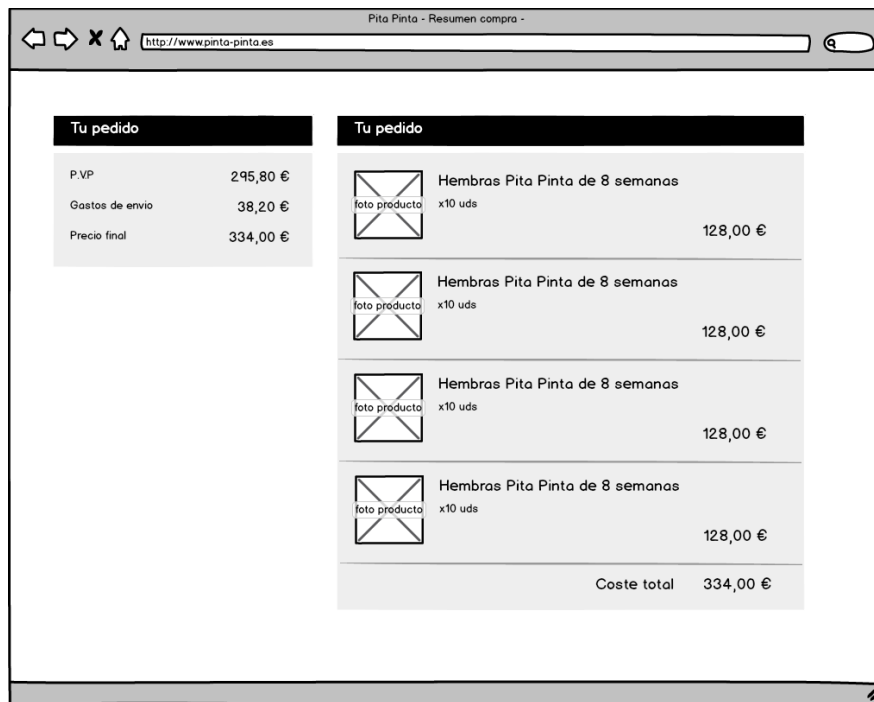 Pita Pinta - Resumen compra -
http://www.pinta-pinta.es
Tu pedido
P.V.P 295,80 €
Gastos de envio 38,20 €
Precio final 334,00 €
Tu pedido
foto producto
Hembras Pita Pinta de 8 semanas
x10 uds
128,00 €
foto producto
Hembras Pita Pinta de 8 semanas
x10 uds
128,00 €
foto producto
Hembras Pita Pinta de 8 semanas
x10 uds
128,00 €
foto producto
Hembras Pita Pinta de 8 semanas
x10 uds
128,00 €
Coste total 334,00 €